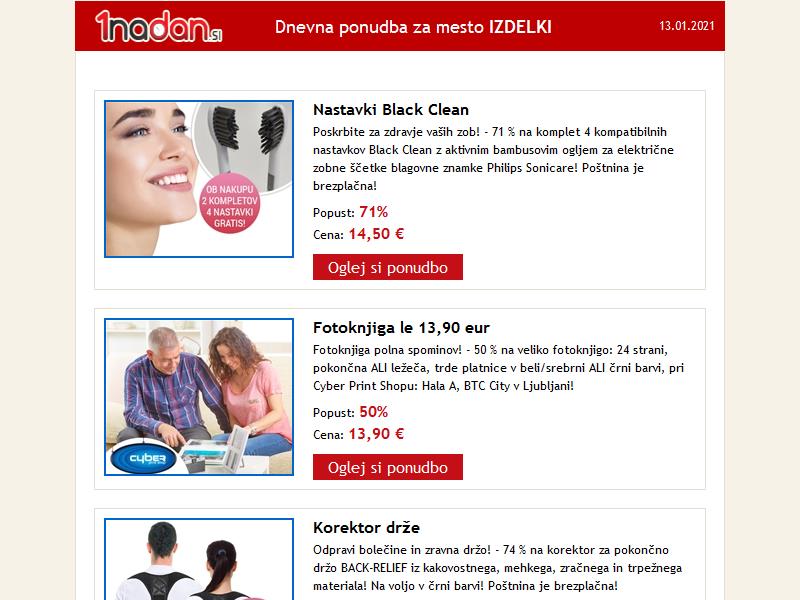 1nadan.si
Dnevna ponudba za mesto IZDELKI
13.01.2021
OB NAKUPU
2 KOMPLETOV
4 NASTAVKI
GRATIS!
Nastavki Black Clean
Poskrbite za zdravje vaših zob! - 71 % na komplet 4 kompatibilnih
nastavkov Black Clean z aktivnim bambusovim ogljem za električne
zobne ščetke blagovne znamke Philips Sonicare! Poštnina je
brezplačna!
Popust: 71%
Cena: 14,50 €
Oglej si ponudbo
cyber
Fotoknjiga le 13,90 eur
Fotoknjiga polna spominov! - 50 % na veliko fotoknjigo: 24 strani,
pokončna ALI ležeča, trde platnice v beli/srebrni ALI črni barvi, pri
Cyber Print Shopu: Hala A, BTC City v Ljubljani!
Popust: 50%
Cena: 13,90 €
Oglej si ponudbo
Korektor drže
Odpravi bolečine in zravna držo! - 74 % na korektor za pokončno
držo BACK-RELIEF iz kakovostnega, mehkega, zračnega in trpežnega
materiala! Na voljo v črni barvi! Poštnina je brezplačna!